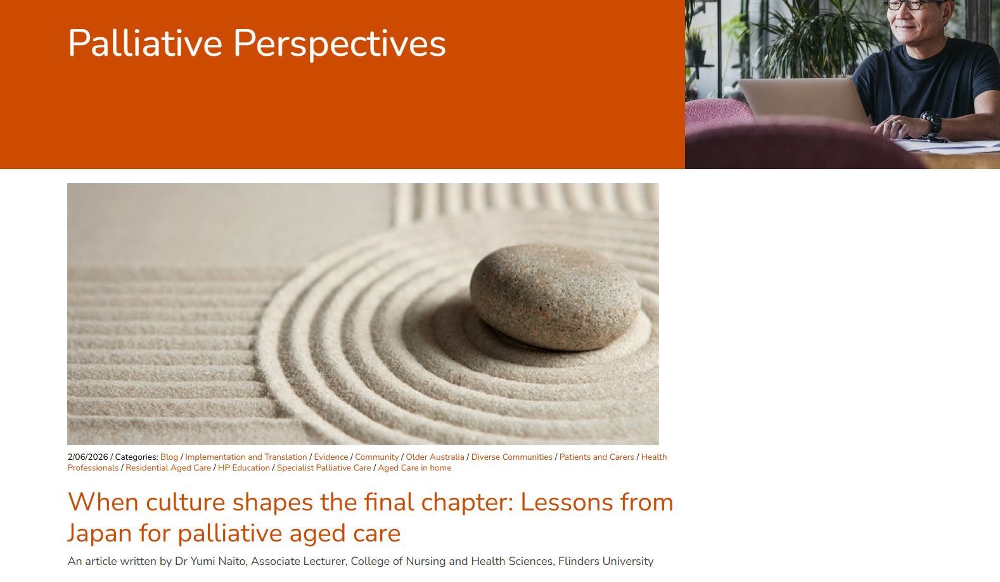 Palliative Perspectives
2/06/2026 / Categories: Blog / Implementation and Translation / Evidence / Community / Older Australia / Diverse Communities / Patients and Carers / Health
Professionals / Residential Aged Care / HP Education / Specialist Palliative Care / Aged Care in home
When culture shapes the final chapter: Lessons from
Japan for palliative aged care
An article written by Dr Yumi Naito, Associate Lecturer, College of Nursing and Health Sciences, Flinders University